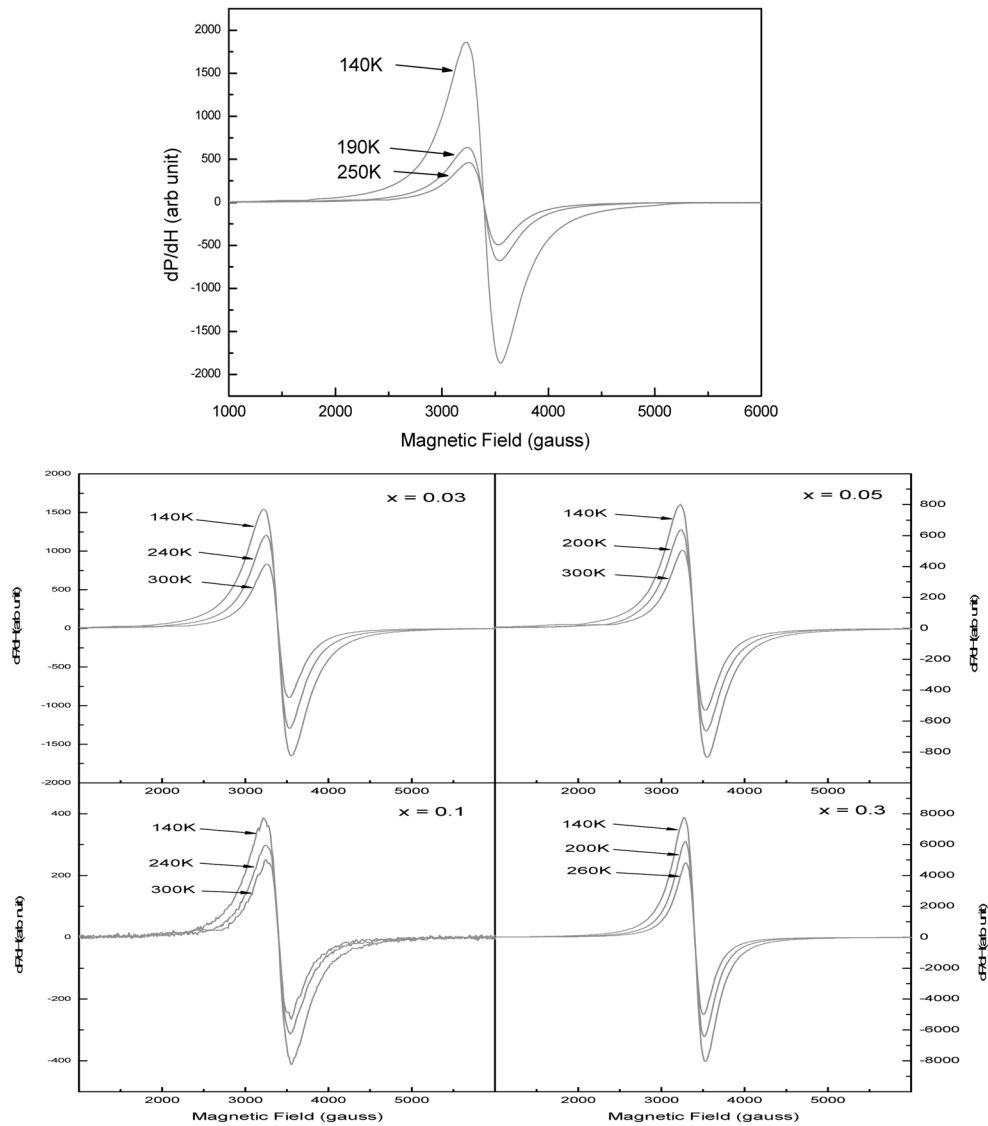 2000
1500
1000
500
0
-500
-1000
-1500
-2000
dP/dH (arb unit)
140K
190K
250K
1000 2000 3000 4000 5000 6000
Magnetic Field (gauss)
2000
1500
1000
500
0
-500
-1000
-1500
-2000
x = 0.03
140K
240K
300K
2000 3000 4000 5000
x = 0.05
140K
200K
300K
800
600
400
200
0
-200
-400
-600
-800
2000 3000 4000 5000
400
200
0
-200
-400
x = 0.1
140K
240K
300K
2000 3000 4000 5000
Magnetic Field (gauss)
x = 0.3
140K
200K
260K
8000
6000
4000
2000
0
-2000
-4000
-6000
-8000
2000 3000 4000 5000
Magnetic Field (gauss)